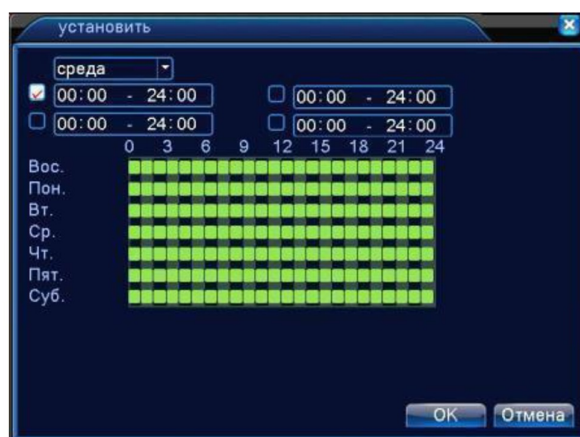 установить
среда
00:00 - 24:00 00:00 - 24:00
00:00 - 24:00 00:00 - 24:00
0 3 6 9 12 15 18 21 24
Вос.
Пон.
Вт.
Ср.
Чт.
Пят.
Суб.
OK Отмена